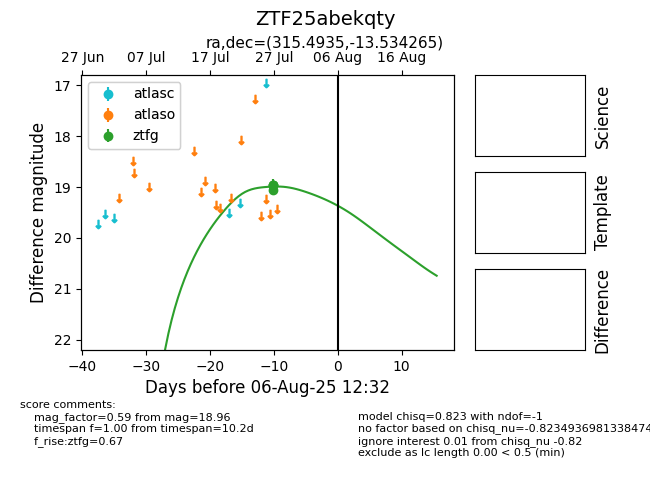 ZTF25abekqty
ra,dec=(315.4935,-13.534265)
27 Jun 07 Jul 17 Jul 27 Jul 06 Aug 16 Aug
17
18
19
20
21
22
Difference magnitude
atlasc
atlaso
ztfg
−40 −30 −20 −10 0 10
Days before 06-Aug-25 12:32
Science
Template
Difference
score comments:
mag_factor=0.59 from mag=18.96
timespan f=1.00 from timespan=10.2d
f_rise:ztfg=0.67
model chisq=0.823 with ndof=-1
no factor based on chisq_nu=-0.8234936981338474
ignore interest 0.01 from chisq_nu -0.82
exclude as lc length 0.00 < 0.5 (min)